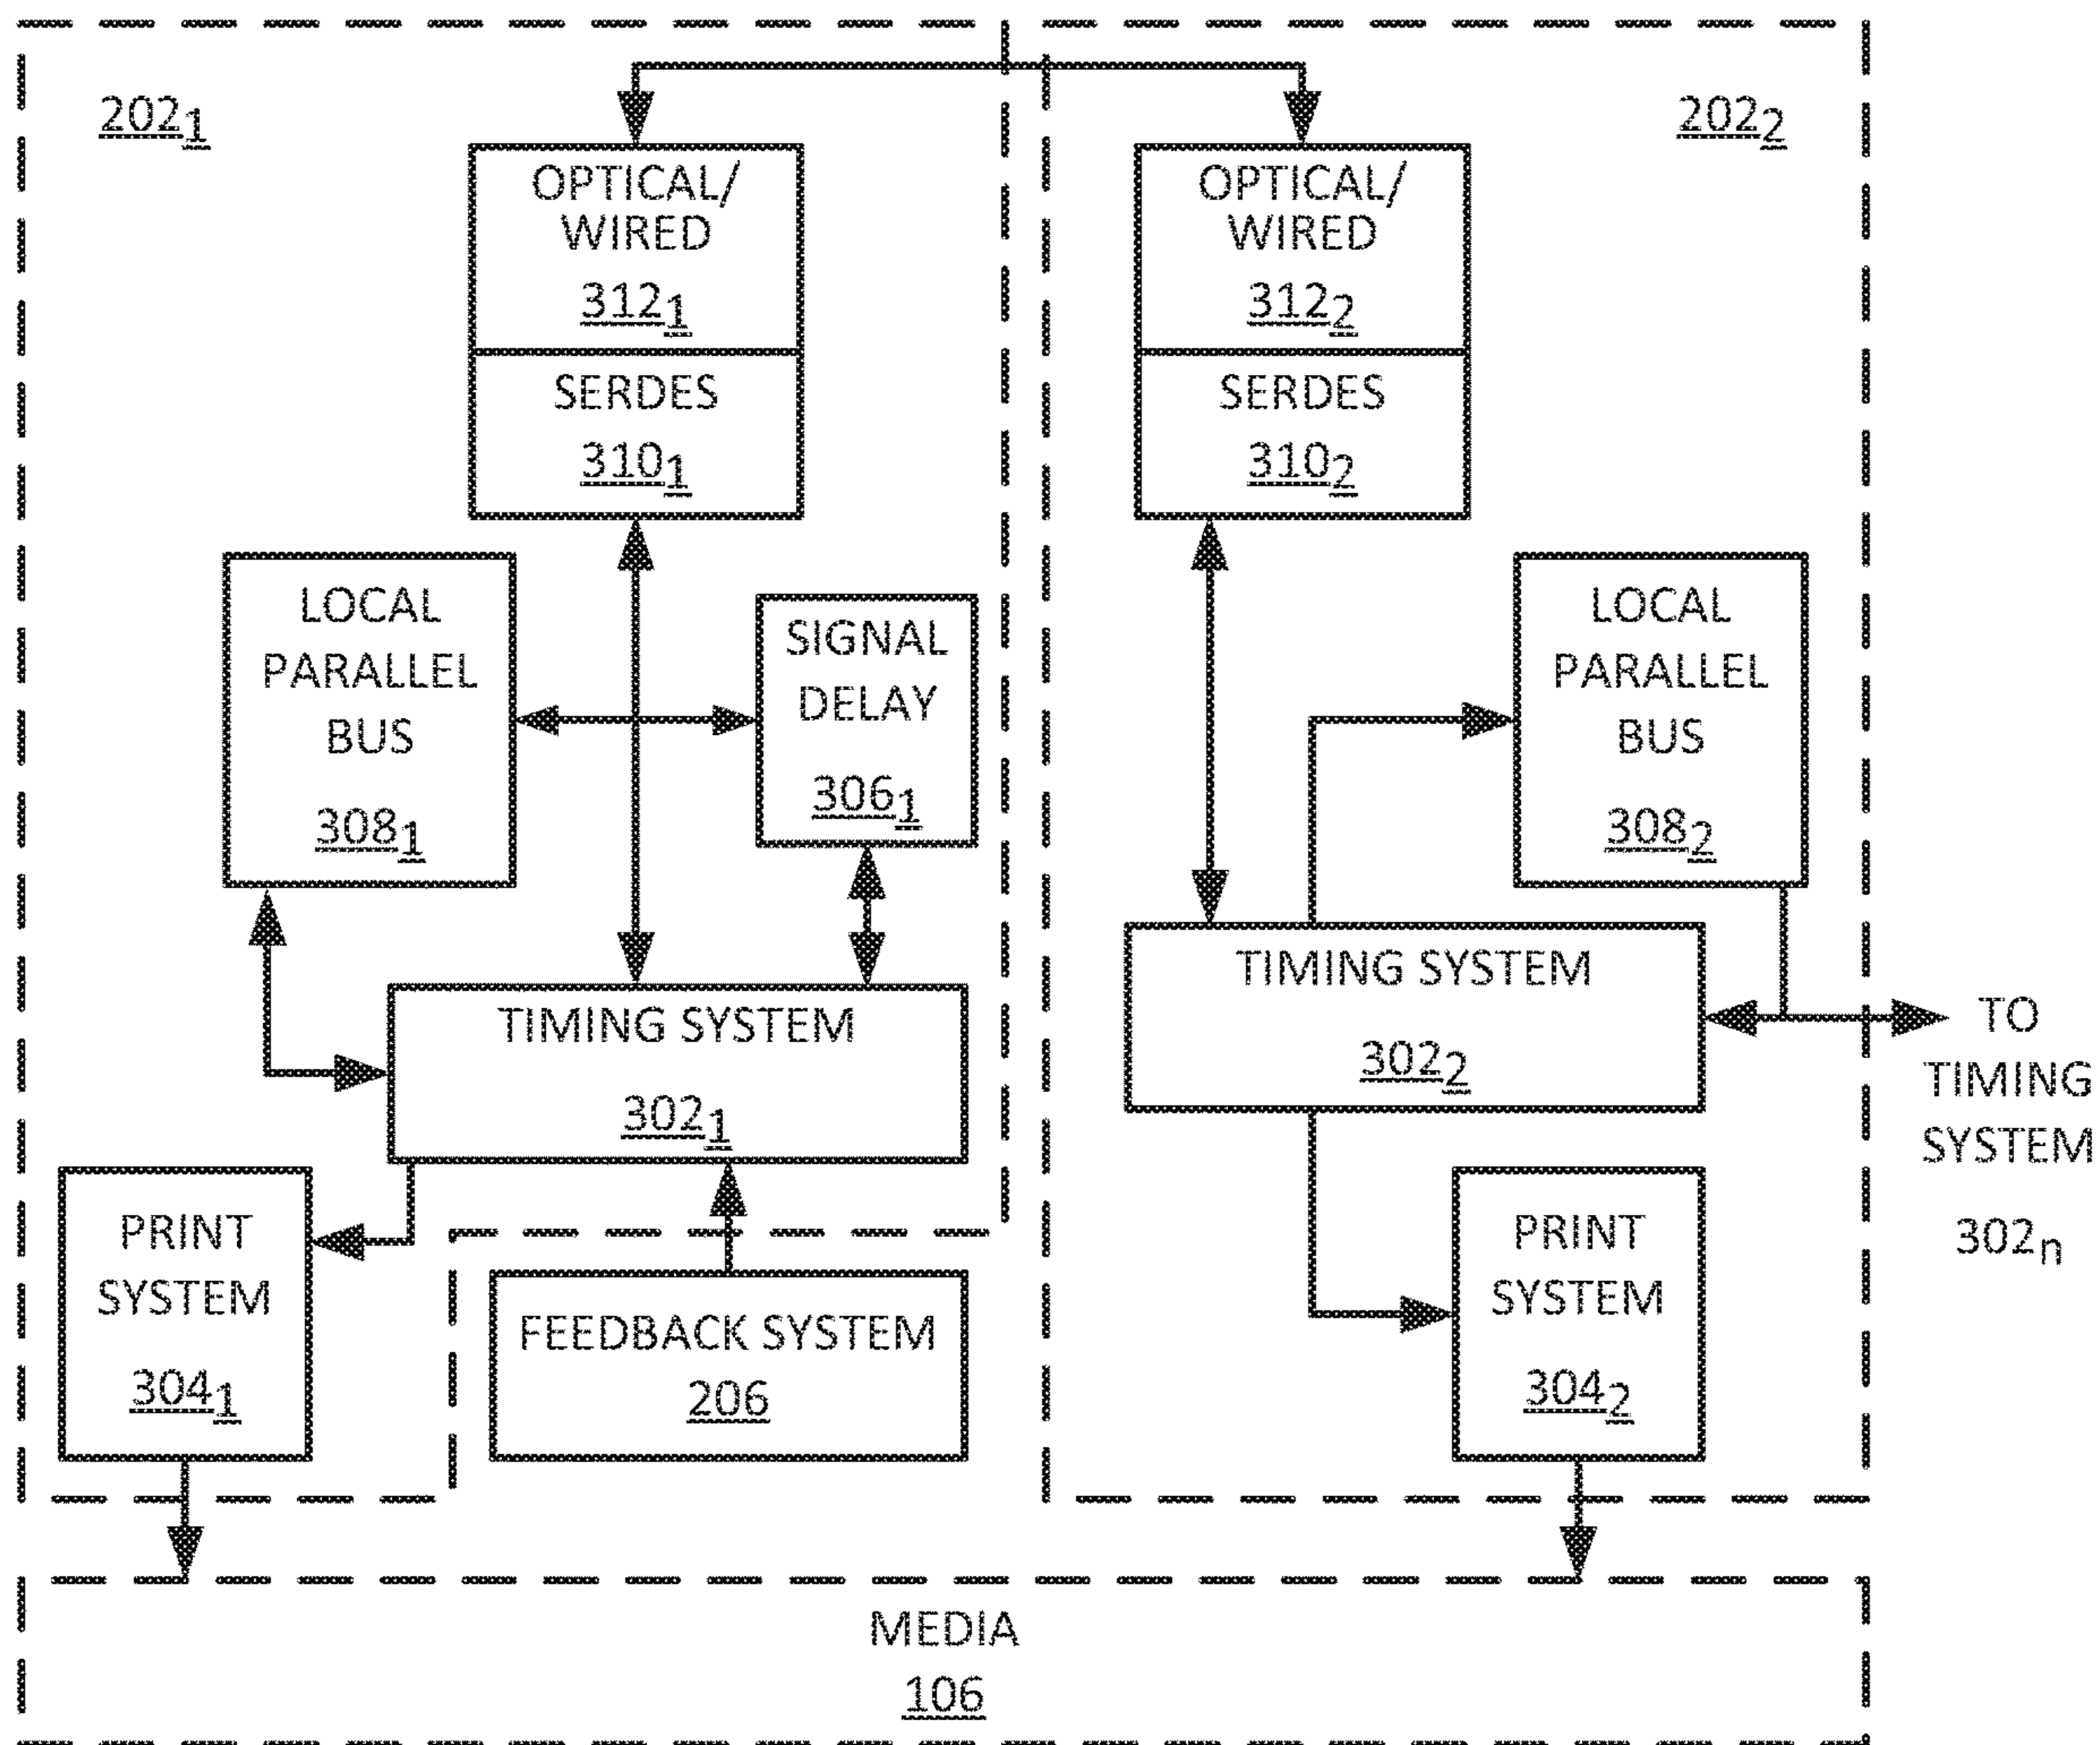 202₁
202₂
OPTICAL/
WIRED
312₁
SERDES
310₁
OPTICAL/
WIRED
312₂
SERDES
310₂
LOCAL
PARALLEL
BUS
308₁
SIGNAL
DELAY
306₁
LOCAL
PARALLEL
BUS
308₂
TIMING SYSTEM
302₁
TIMING SYSTEM
302₂
TO
TIMING
SYSTEM
302ₙ
PRINT
SYSTEM
304₁
FEEDBACK SYSTEM
206
PRINT
SYSTEM
304₂
MEDIA
106